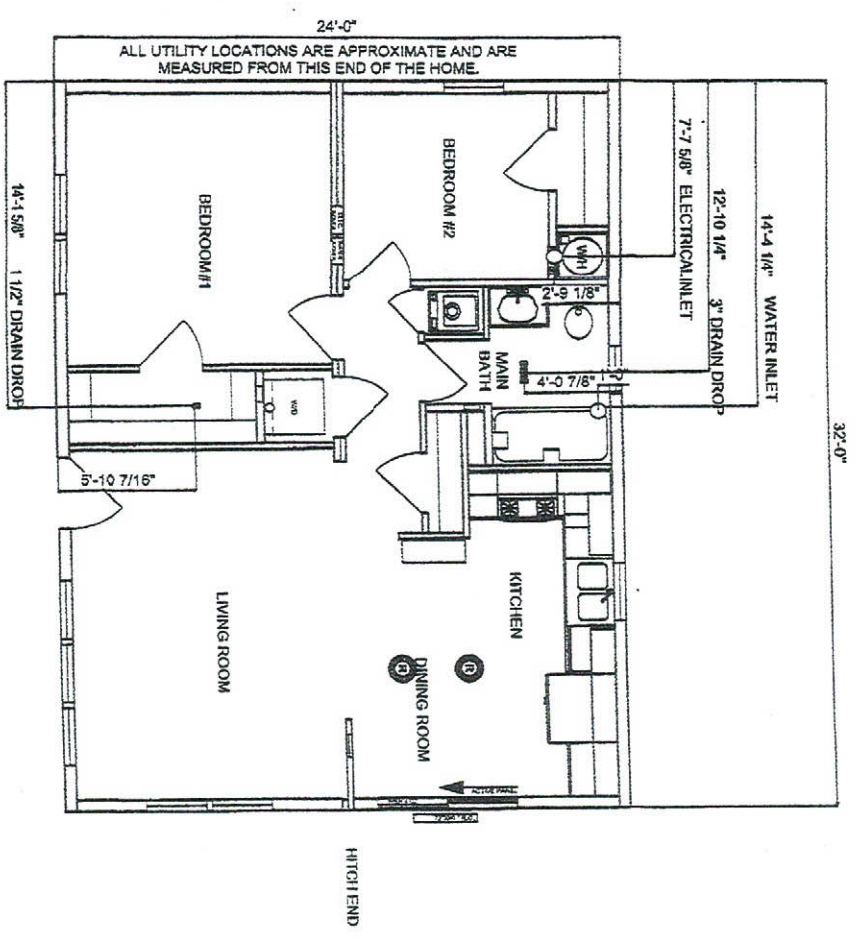 24'-0"
ALL UTILITY LOCATIONS ARE APPROXIMATE AND ARE
MEASURED FROM THIS END OF THE HOME.
7'-7 5/8" ELECTRICAL INLET
12'-10 1/4" 3" DRAIN DROP
14'-4 1/4" WATER INLET
32'-0"
14'-1 5/8" 1 1/2" DRAIN DROP
BEDROOM#1
BEDROOM #2
W/H
2'-9 1/8"
MAIN
BATH
4'-0 7/8"
W/D
5'-10 7/16"
KITCHEN
LIVING ROOM
DINING ROOM
R
R
ACTIVE PANEL
HITCH END